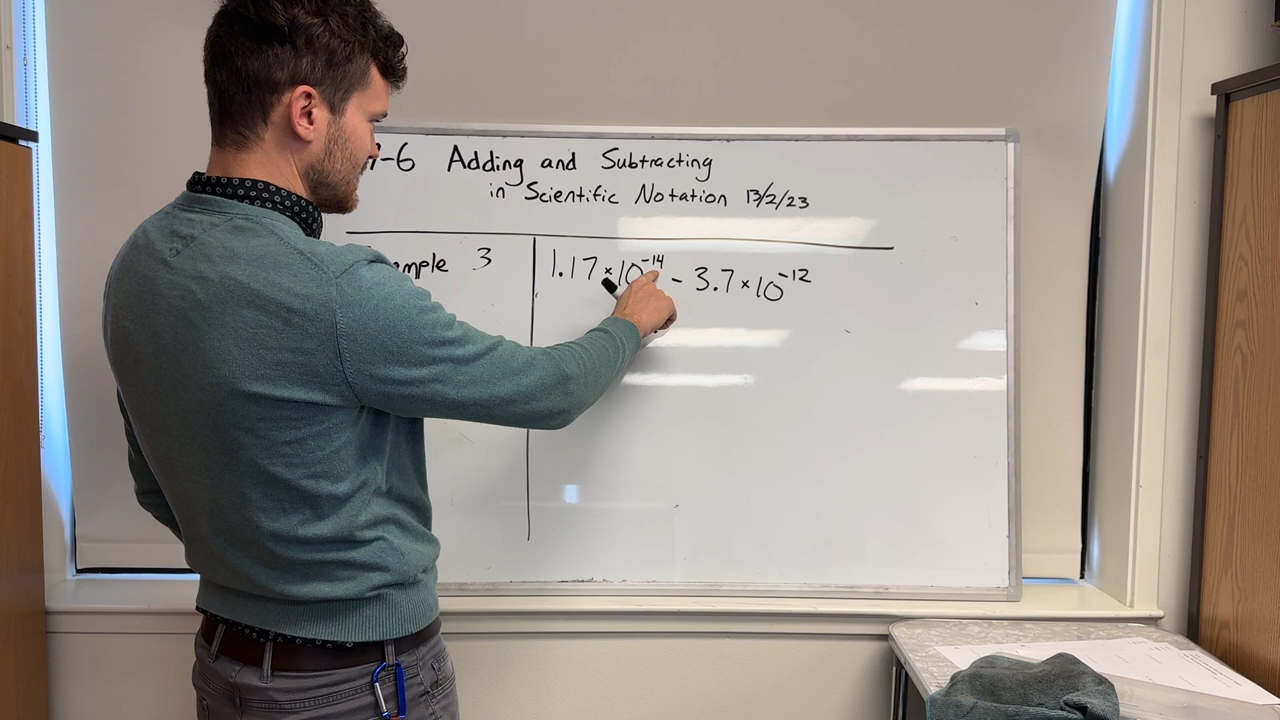 -6 Adding and Subtracting
in Scientific Notation 13/2/23
mple 3
1.17 × 10⁻¹⁴ - 3.7 × 10⁻¹²